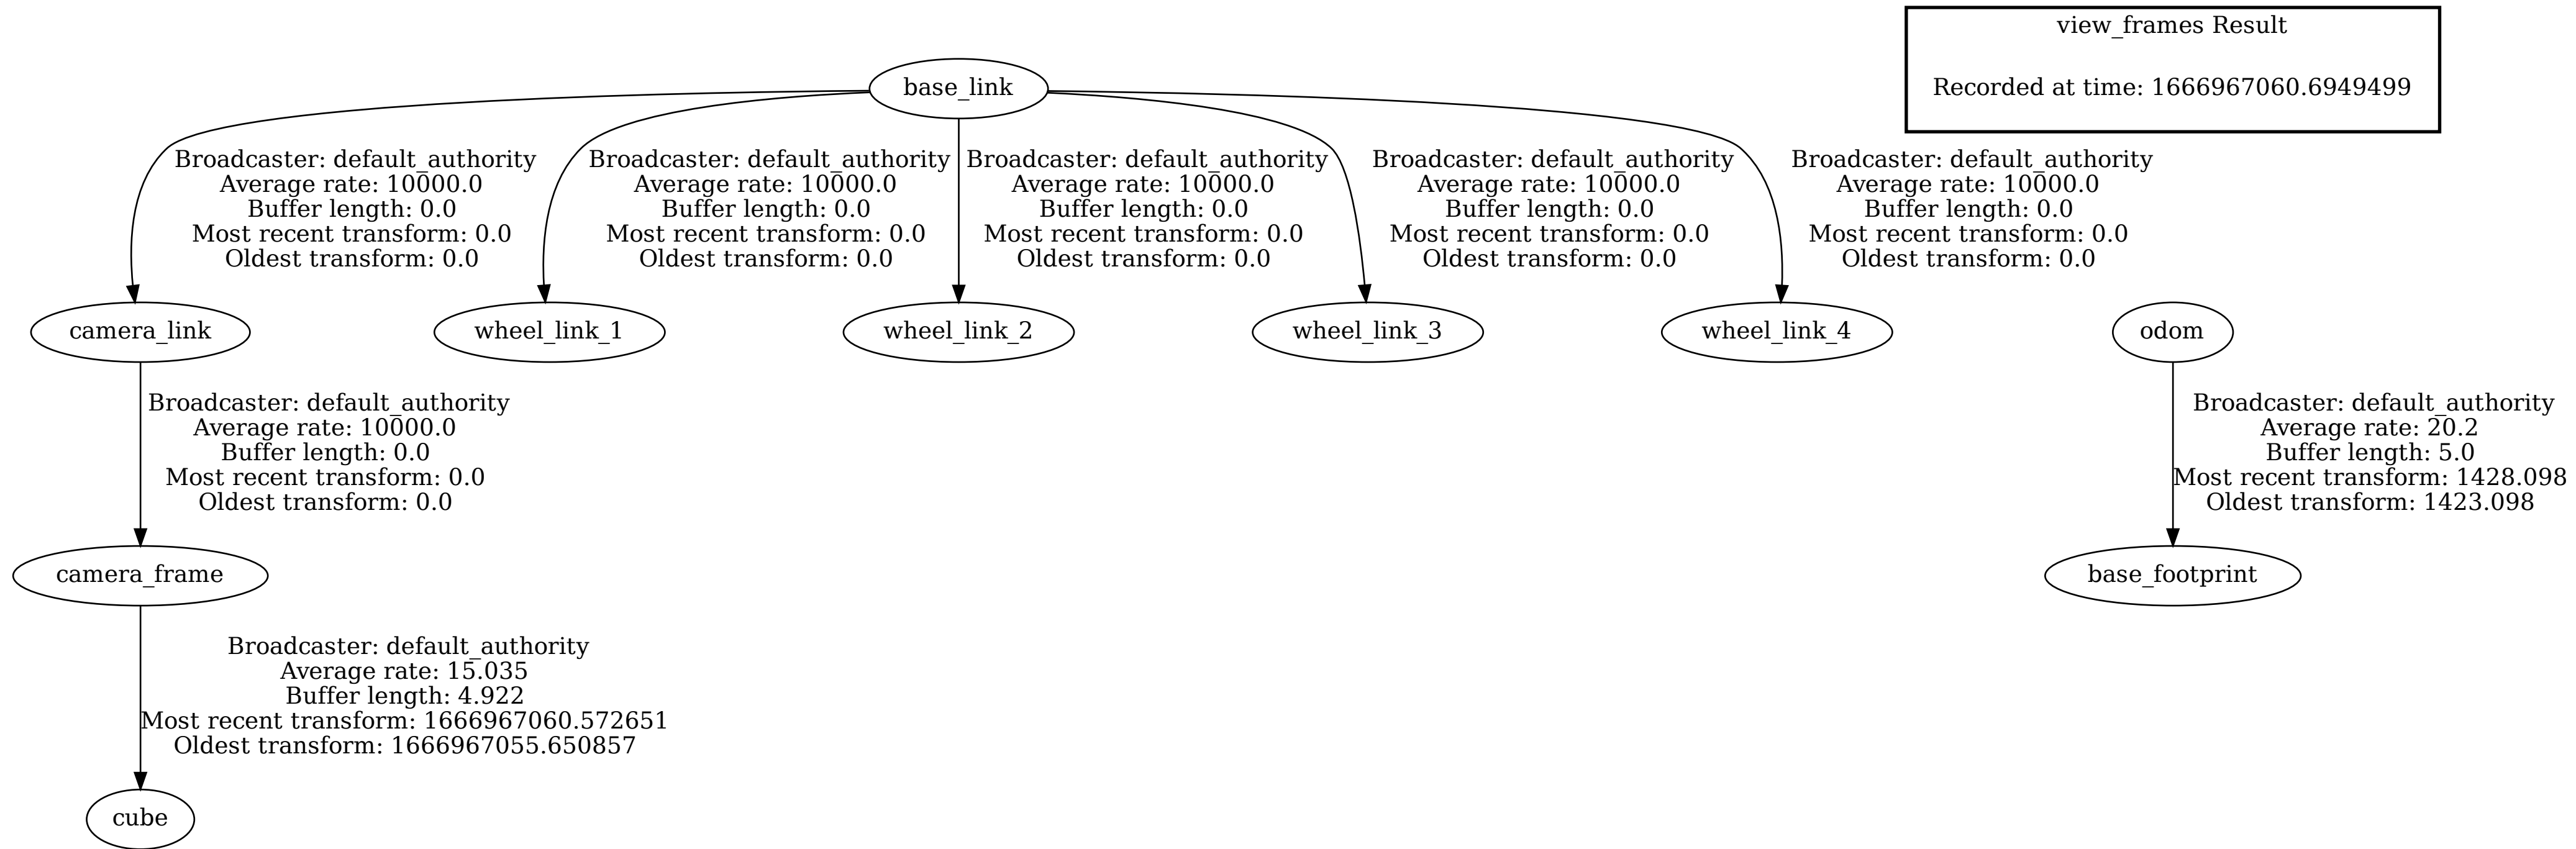 view_frames Result
Recorded at time: 1666967060.6949499
base_link
Broadcaster: default_authority
Average rate: 10000.0
Buffer length: 0.0
Most recent transform: 0.0
Oldest transform: 0.0
Broadcaster: default_authority
Average rate: 10000.0
Buffer length: 0.0
Most recent transform: 0.0
Oldest transform: 0.0
Broadcaster: default_authority
Average rate: 10000.0
Buffer length: 0.0
Most recent transform: 0.0
Oldest transform: 0.0
Broadcaster: default_authority
Average rate: 10000.0
Buffer length: 0.0
Most recent transform: 0.0
Oldest transform: 0.0
Broadcaster: default_authority
Average rate: 10000.0
Buffer length: 0.0
Most recent transform: 0.0
Oldest transform: 0.0
camera_link
wheel_link_1
wheel_link_2
wheel_link_3
wheel_link_4
odom
Broadcaster: default_authority
Average rate: 10000.0
Buffer length: 0.0
Most recent transform: 0.0
Oldest transform: 0.0
Broadcaster: default_authority
Average rate: 20.2
Buffer length: 5.0
Most recent transform: 1428.098
Oldest transform: 1423.098
camera_frame
base_footprint
Broadcaster: default_authority
Average rate: 15.035
Buffer length: 4.922
Most recent transform: 1666967060.572651
Oldest transform: 1666967055.650857
cube